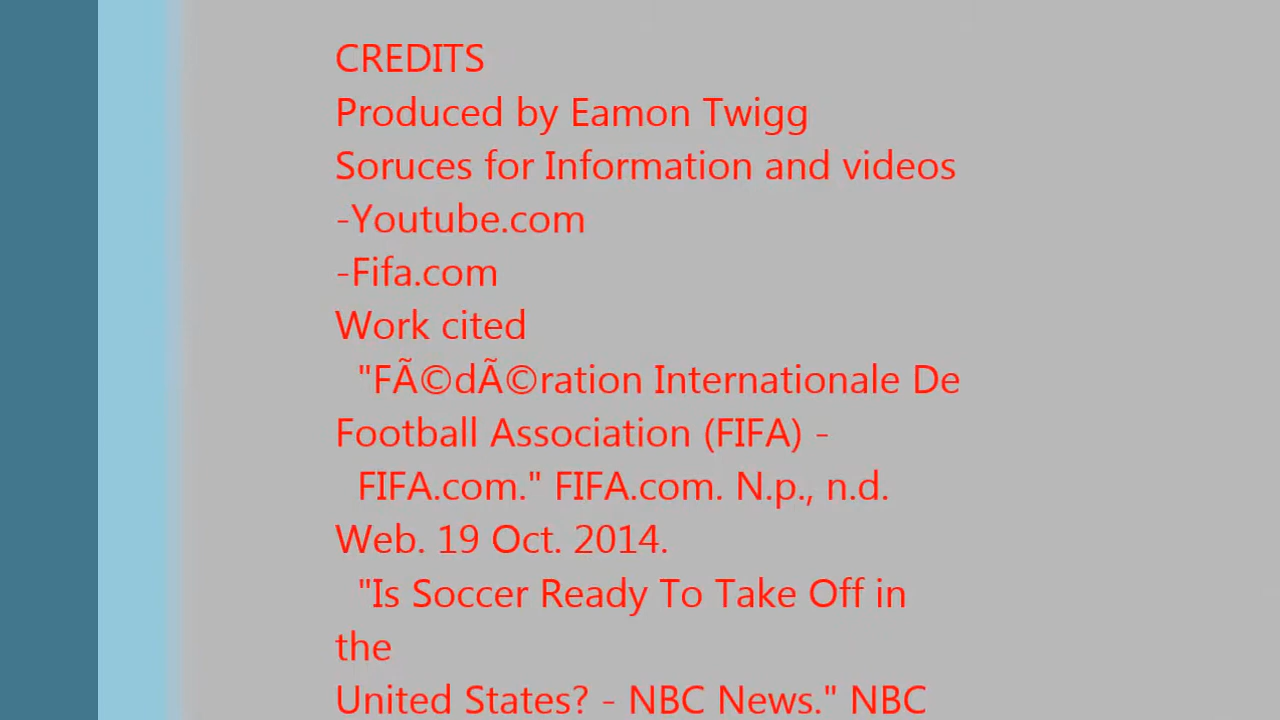 CREDITS
Produced by Eamon Twigg
Soruces for Information and videos
-Youtube.com
-Fifa.com
Work cited
"FÃ©dÃ©ration Internationale De
Football Association (FIFA) -
FIFA.com." FIFA.com. N.p., n.d.
Web. 19 Oct. 2014.
"Is Soccer Ready To Take Off in
the
United States? - NBC News." NBC